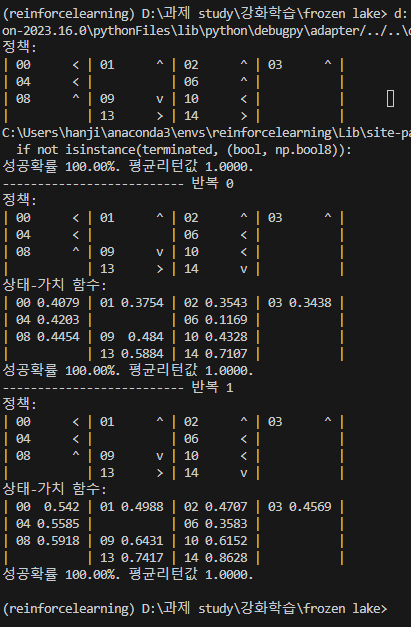 (reinforcelearning) D:\과제 study\강화학습\frozen lake> d:
on-2023.16.0\pythonFiles\lib\python\debugpy\adapter/../..\
정책:
| 00 < | 01 ^ | 02 ^ | 03 ^ |
| 04 < | | 06 ^ | |
| 08 ^ | 09 v | 10 < | |
| | 13 > | 14 > | |
C:\Users\hanji\anaconda3\envs\reinforcelearning\Lib\site-pa
if not isinstance(terminated, (bool, np.bool8)):
성공확률 100.00%. 평균리턴값 1.0000.
-------------------------- 반복 0
정책:
| 00 < | 01 ^ | 02 ^ | 03 ^ |
| 04 < | | 06 < | |
| 08 ^ | 09 v | 10 < | |
| | 13 > | 14 v | |
상태-가치 함수:
| 00 0.4079 | 01 0.3754 | 02 0.3543 | 03 0.3438 |
| 04 0.4203 | | 06 0.1169 | |
| 08 0.4454 | 09 0.484 | 10 0.4328 | |
| | 13 0.5884 | 14 0.7107 | |
성공확률 100.00%. 평균리턴값 1.0000.
-------------------------- 반복 1
정책:
| 00 < | 01 ^ | 02 ^ | 03 ^ |
| 04 < | | 06 < | |
| 08 ^ | 09 v | 10 < | |
| | 13 > | 14 v | |
상태-가치 함수:
| 00 0.542 | 01 0.4988 | 02 0.4707 | 03 0.4569 |
| 04 0.5585 | | 06 0.3583 | |
| 08 0.5918 | 09 0.6431 | 10 0.6152 | |
| | 13 0.7417 | 14 0.8628 | |
성공확률 100.00%. 평균리턴값 1.0000.
(reinforcelearning) D:\과제 study\강화학습\frozen lake>